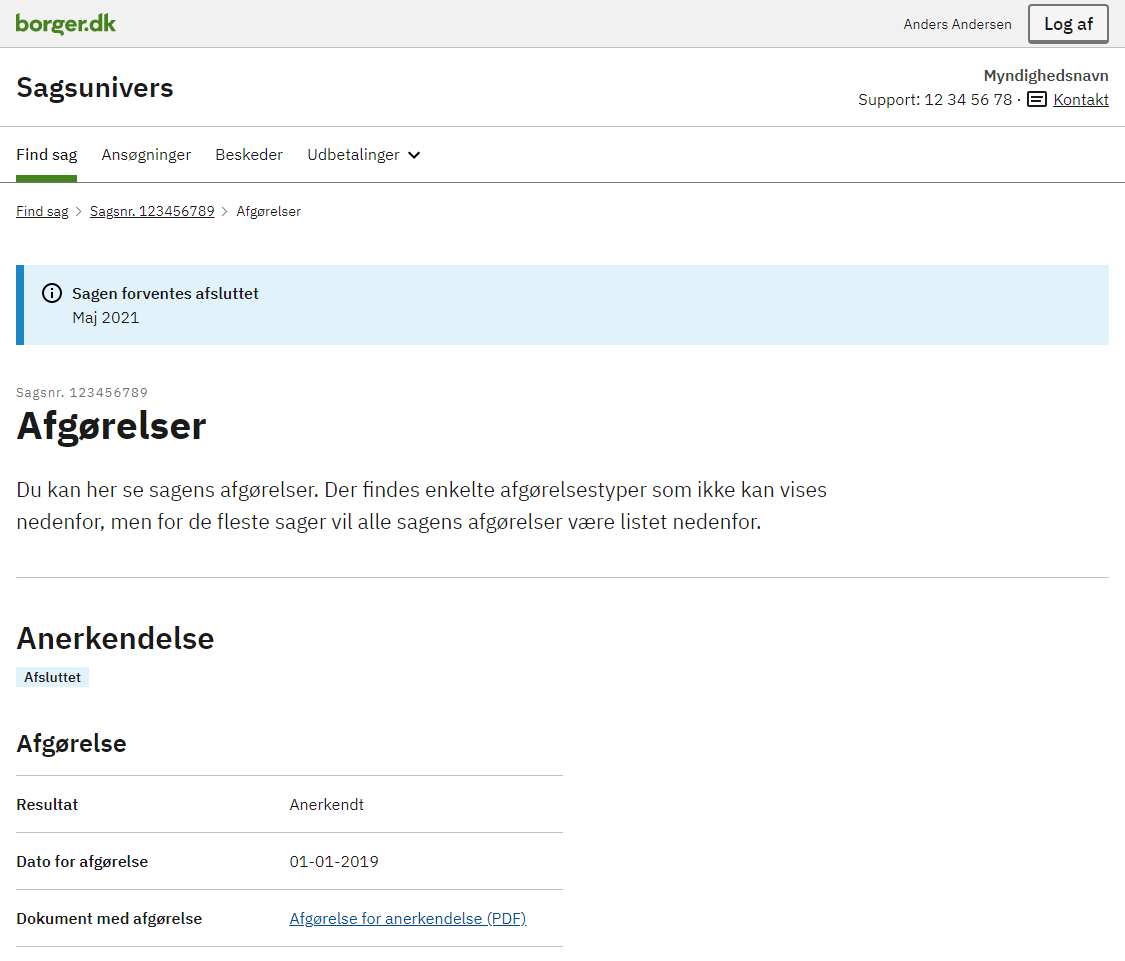 borger.dk
Anders Andersen
Log af
Sagsunivers
Myndighedsnavn
Support: 12 34 56 78 · Kontakt
Find sag Ansøgninger Beskeder Udbetalinger
Find sag > Sagsnr. 123456789 > Afgørelser
Sagen forventes afsluttet
Maj 2021
Sagsnr. 123456789
Afgørelser
Du kan her se sagens afgørelser. Der findes enkelte afgørelsestyper som ikke kan vises
nedenfor, men for de fleste sager vil alle sagens afgørelser være listet nedenfor.
Anerkendelse
Afsluttet
Afgørelse
Resultat Anerkendt
Dato for afgørelse 01-01-2019
Dokument med afgørelse Afgørelse for anerkendelse (PDF)